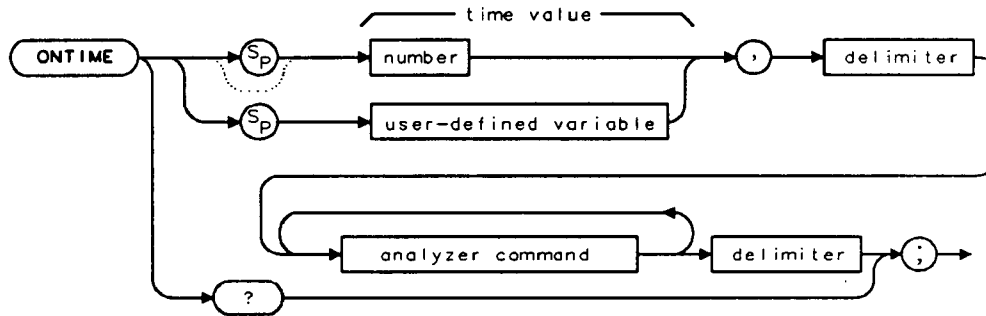 time value
ONTIME
SP
number
,
delimiter
SP
user-defined variable
analyzer command
delimiter
;
?